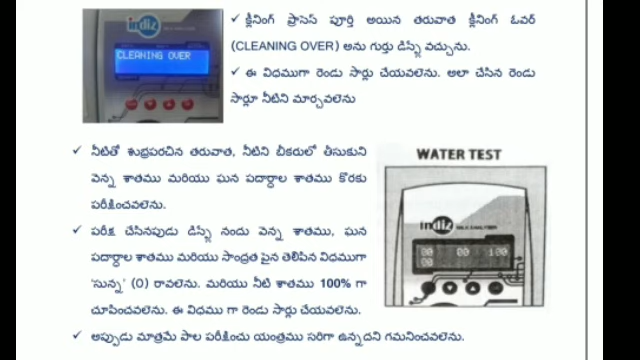 indiz
CLEANING OVER
✓ క్లీనింగ్ ప్రాసెస్ పూర్తి అయిన తరువాత క్లీనింగ్ ఓవర్
(CLEANING OVER) అను గుర్తు డిస్ప్లే వచ్చును.
✓ ఈ విధముగా రెండు సార్లు చేయవలెను. అలా చేసిన రెండు
సార్లూ నీటిని మార్చవలెను
✓ నీటితో శుభ్రపరచిన తరువాత, నీటిని బీకరులో తీసుకుని
వెన్న శాతము మరియు ఘన పదార్థాల శాతము కొరకు
పరీక్షించవలెను.
✓ పరీక్ష చేసినపుడు డిస్ప్లే నందు వెన్న శాతము, ఘన
పదార్థాల శాతము మరియు సాంద్రత పైన తెలిపిన విధముగా
'సున్న' (0) రావలెను. మరియు నీటి శాతము 100% గా
చూపించవలెను. ఈ విధము గా రెండు సార్లు చేయవలెను.
WATER TEST
indiz
MILK ANALYSER
00 00 100
00
✓ అప్పుడు మాత్రమే పాల పరీక్షించు యంత్రము సరిగా ఉన్నదని గమనించవలెను.